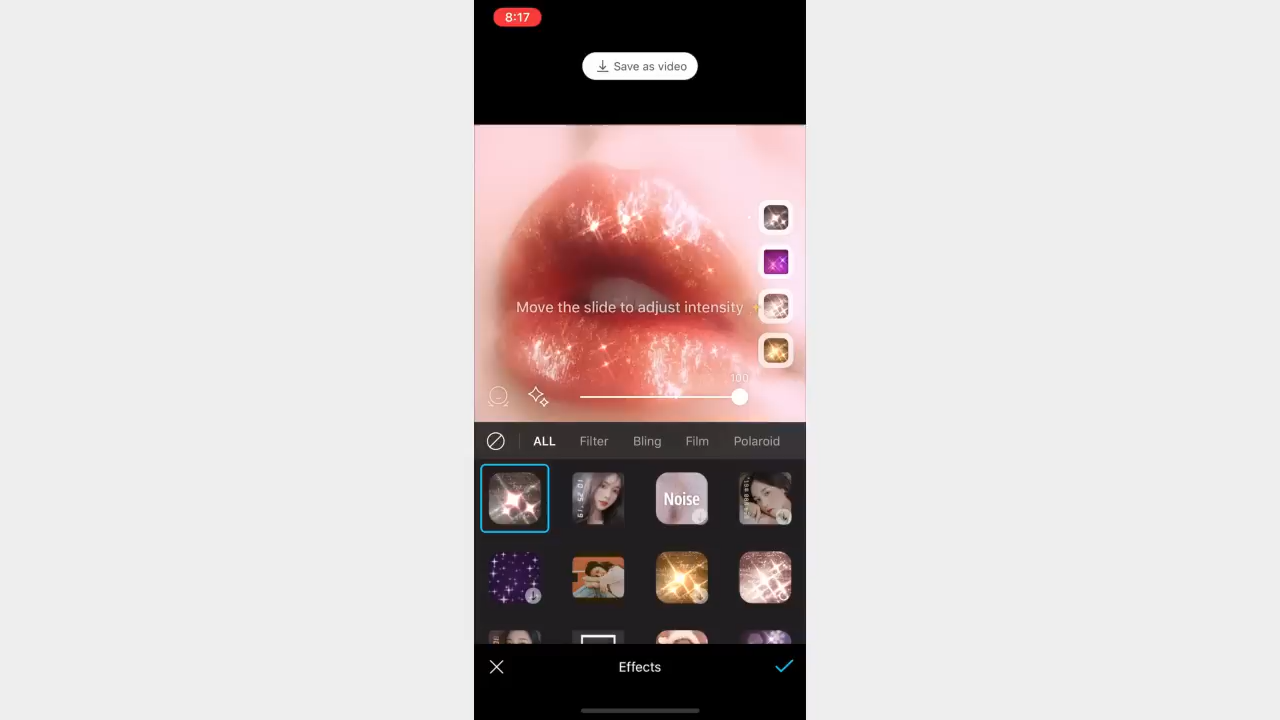 8:17
Save as video
Move the slide to adjust intensity
100
ALL Filter Bling Film Polaroid
Noise
Effects